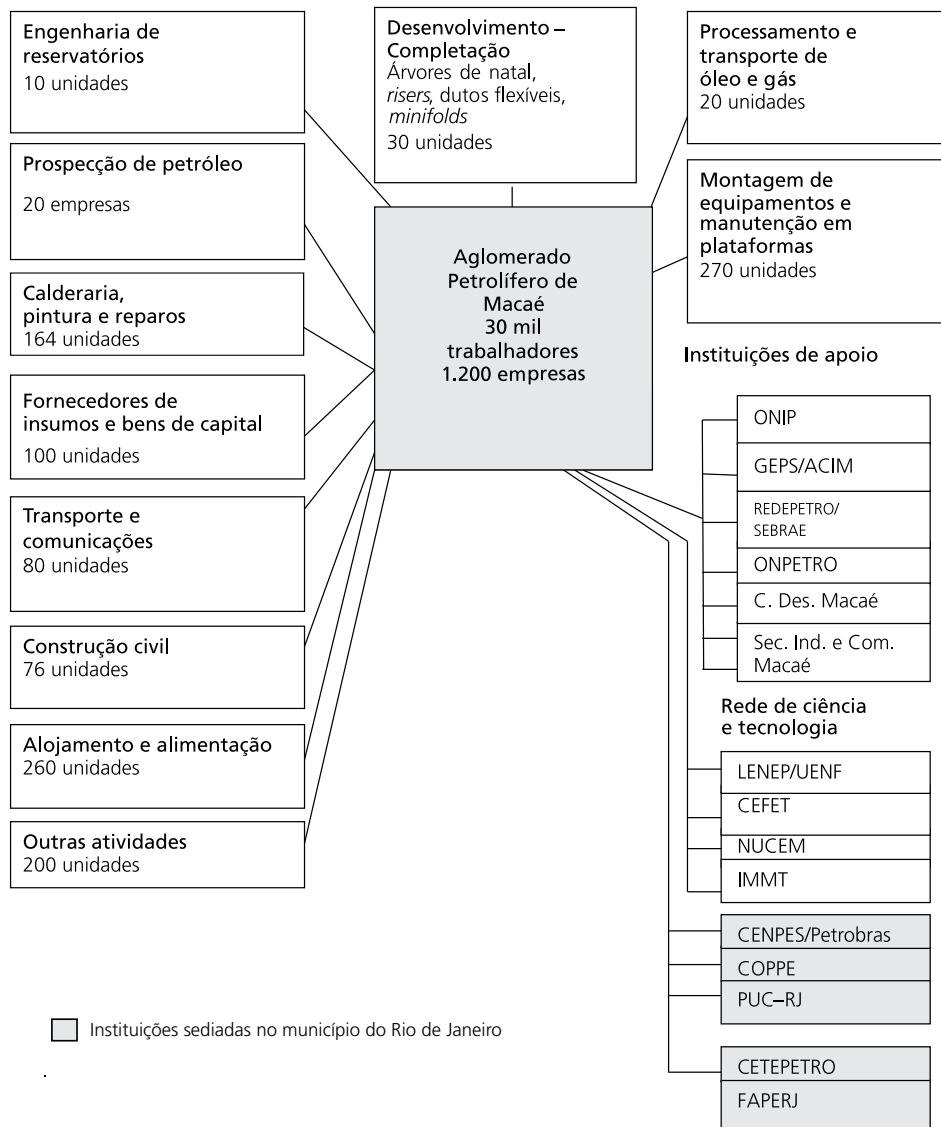 Engenharia de
reservatórios
10 unidades
Prospecção de petróleo
20 empresas
Calderaria,
pintura e reparos
164 unidades
Fornecedores de
insumos e bens de capital
100 unidades
Transporte e
comunicações
80 unidades
Construção civil
76 unidades
Alojamento e alimentação
260 unidades
Outras atividades
200 unidades
Desenvolvimento –
Completação
Árvores de natal,
risers, dutos flexíveis,
minifolds
30 unidades
Aglomerado
Petrolífero de
Macaé
30 mil
trabalhadores
1.200 empresas
Processamento e
transporte de
óleo e gás
20 unidades
Montagem de
equipamentos e
manutenção em
plataformas
270 unidades
Instituições de apoio
ONIP
GEPS/ACIM
REDEPETRO/
SEBRAE
ONPETRO
C. Des. Macaé
Sec. Ind. e Com.
Macaé
Rede de ciência
e tecnologia
LENEP/UENF
CEFET
NUCEM
IMMT
CENPES/Petrobras
COPPE
PUC–RJ
CETEPETRO
FAPERJ
Instituições sediadas no município do Rio de Janeiro